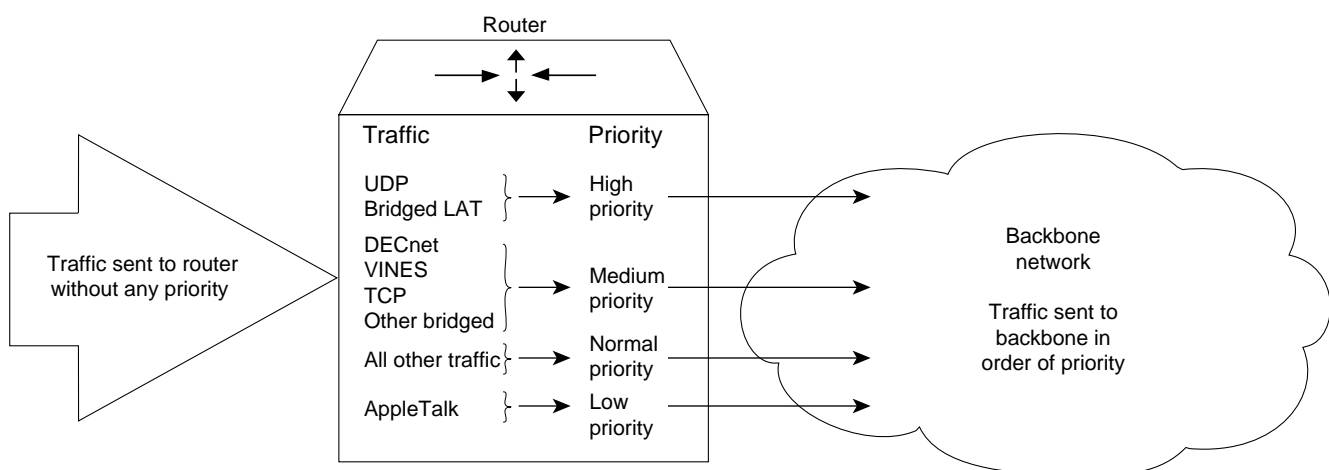 Router
Traffic Priority
UDP
Bridged LAT
High
priority
DECnet
VINES
TCP
Other bridged
Medium
priority
All other traffic
Normal
priority
AppleTalk
Low
priority
Traffic sent to router
without any priority
Backbone
network
Traffic sent to
backbone in
order of priority